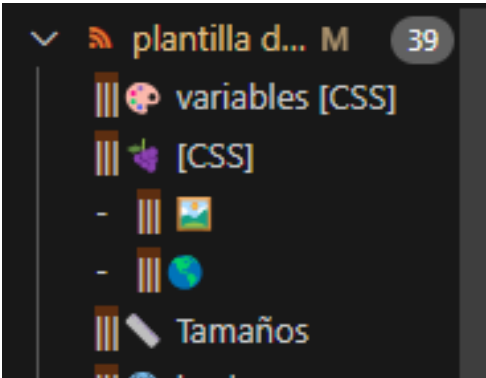 plantilla d... M 39
variables [CSS]
[CSS]
-
-
Tamaños